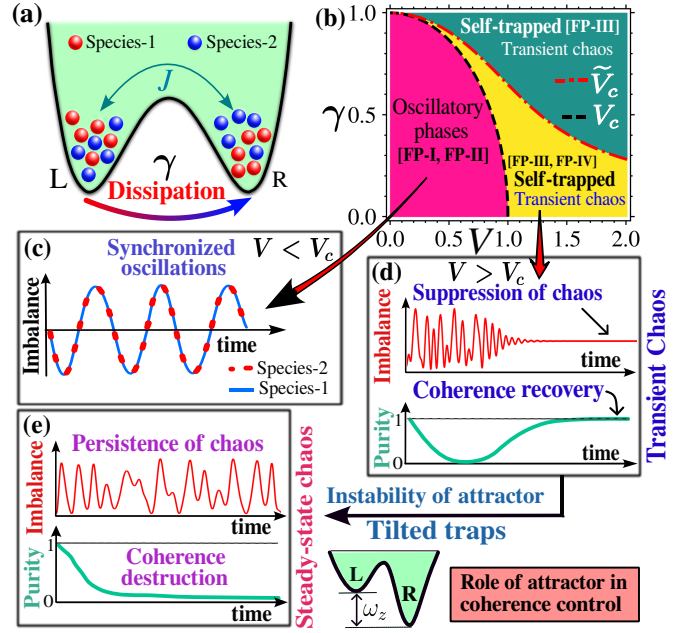 (a)
Species-1
Species-2
J
L
γ
R
Dissipation
(b)
1.0
0.5
0.0
γ
Self-trapped [FP-III]
Transient chaos
Ṽc
Vc
Oscillatory
phases
[FP-I, FP-II]
[FP-III, FP-IV]
Self-trapped
Transient chaos
0.0
0.5
1.0
1.5
2.0
V
(c)
Synchronized
oscillations
V < Vc
Imbalance
time
Species-2
Species-1
(d)
V > Vc
Suppression of chaos
Imbalance
time
Coherence recovery
Purity
1
0
time
Transient Chaos
(e)
Persistence of chaos
Imbalance
time
Purity
1
0
Coherence
destruction
time
Steady-state chaos
Instability of attractor
Tilted traps
L
R
ωz
Role of attractor in
coherence control